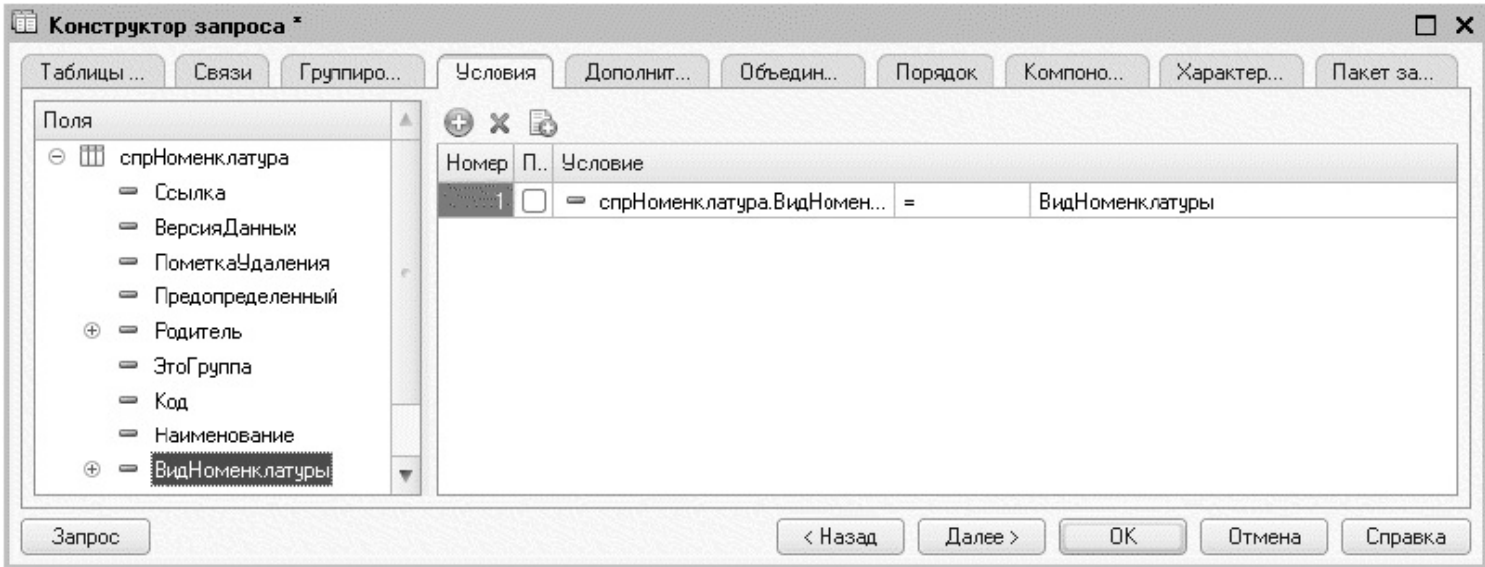 Конструктор запроса *
Таблицы ... Связи Группиро... Условия Дополнит... Объедин... Порядок Компоно... Характер... Пакет за...
Поля
Номер П.. Условие
спрНоменклатура
1 спрНоменклатура.ВидНомен... = ВидНоменклатуры
Ссылка
ВерсияДанных
ПометкаУдаления
Предопределенный
Родитель
ЭтоГруппа
Код
Наименование
ВидНоменклатуры
Запрос < Назад Далее > ОК Отмена Справка